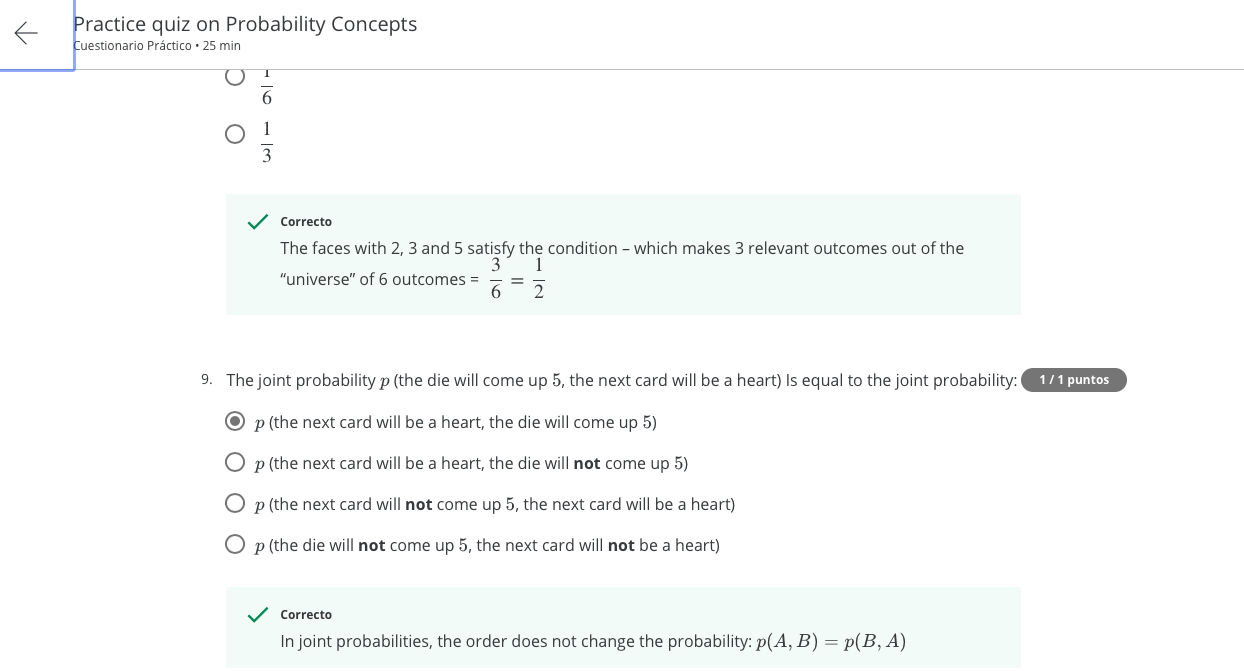 Practice quiz on Probability Concepts
Cuestionario Práctico • 25 min
1
6
1
3
Correcto
The faces with 2, 3 and 5 satisfy the condition – which makes 3 relevant outcomes out of the
“universe” of 6 outcomes = 3/6 = 1/2
9. The joint probability p (the die will come up 5, the next card will be a heart) Is equal to the joint probability: 1 / 1 puntos
p (the next card will be a heart, the die will come up 5)
p (the next card will be a heart, the die will not come up 5)
p (the next card will not come up 5, the next card will be a heart)
p (the die will not come up 5, the next card will not be a heart)
Correcto
In joint probabilities, the order does not change the probability: p(A, B) = p(B, A)